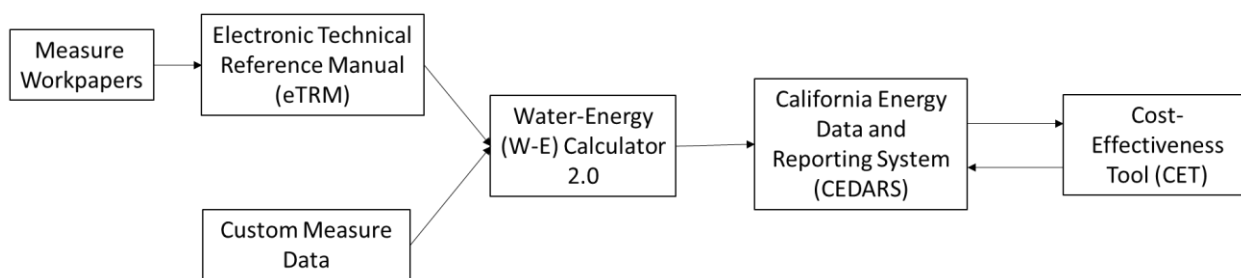 Measure
Workpapers
Electronic Technical
Reference Manual
(eTRM)
Water-Energy
(W-E) Calculator
2.0
Custom Measure
Data
California Energy
Data and
Reporting System
(CEDARS)
Cost-
Effectiveness
Tool (CET)